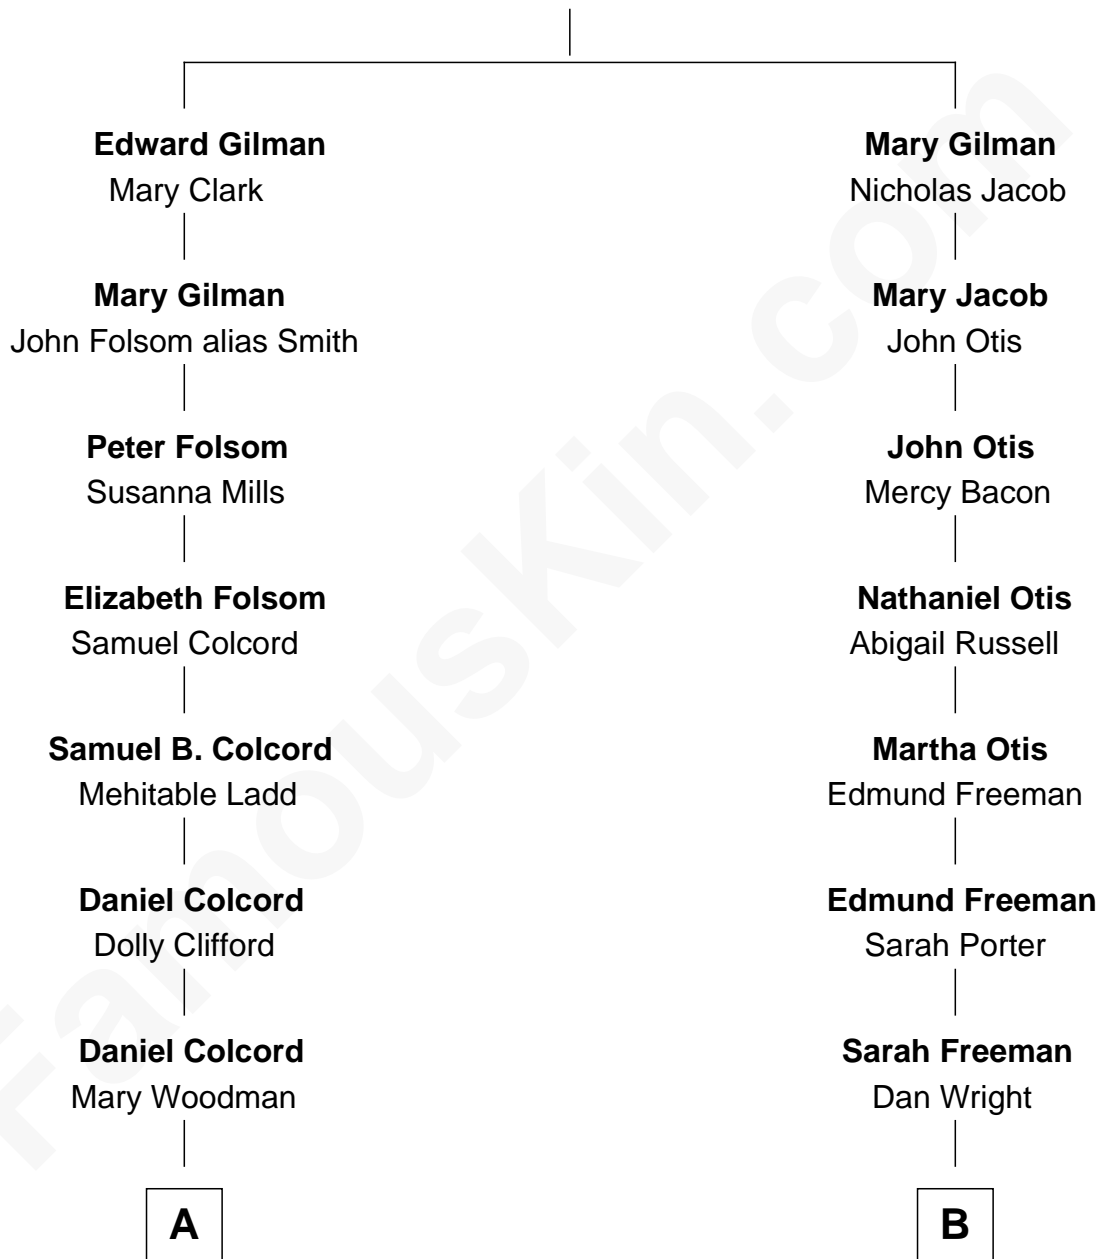 Edward Gilman
Mary Clark
Mary Gilman
John Folsom alias Smith
Peter Folsom
Susanna Mills
Elizabeth Folsom
Samuel Colcord
Samuel B. Colcord
Mehitable Ladd
Daniel Colcord
Dolly Clifford
Daniel Colcord
Mary Woodman
A
Mary Gilman
Nicholas Jacob
Mary Jacob
John Otis
John Otis
Mercy Bacon
Nathaniel Otis
Abigail Russell
Martha Otis
Edmund Freeman
Edmund Freeman
Sarah Porter
Sarah Freeman
Dan Wright
B
FamousKin.com